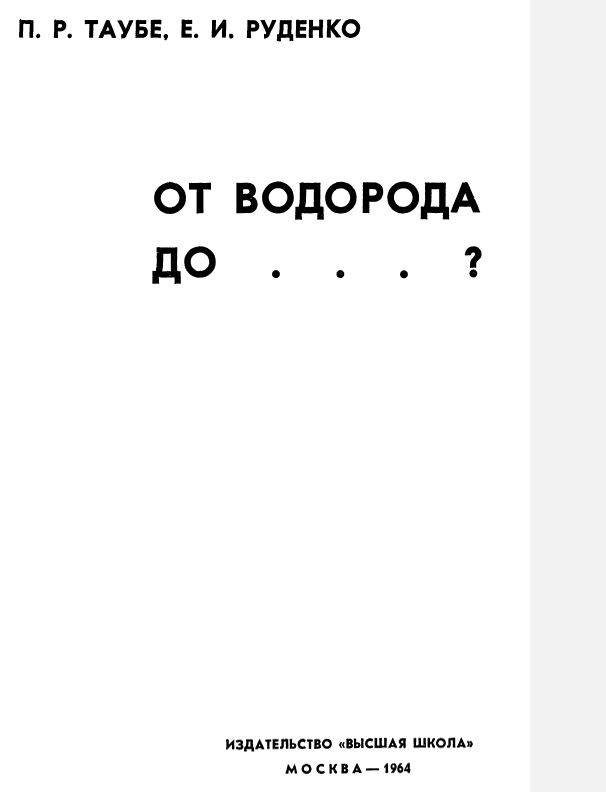 П. Р. ТАУБЕ, Е. И. РУДЕНКО
ОТ ВОДОРОДА
ДО . . . ?
ИЗДАТЕЛЬСТВО «ВЫСШАЯ ШКОЛА»
МОСКВА — 1964